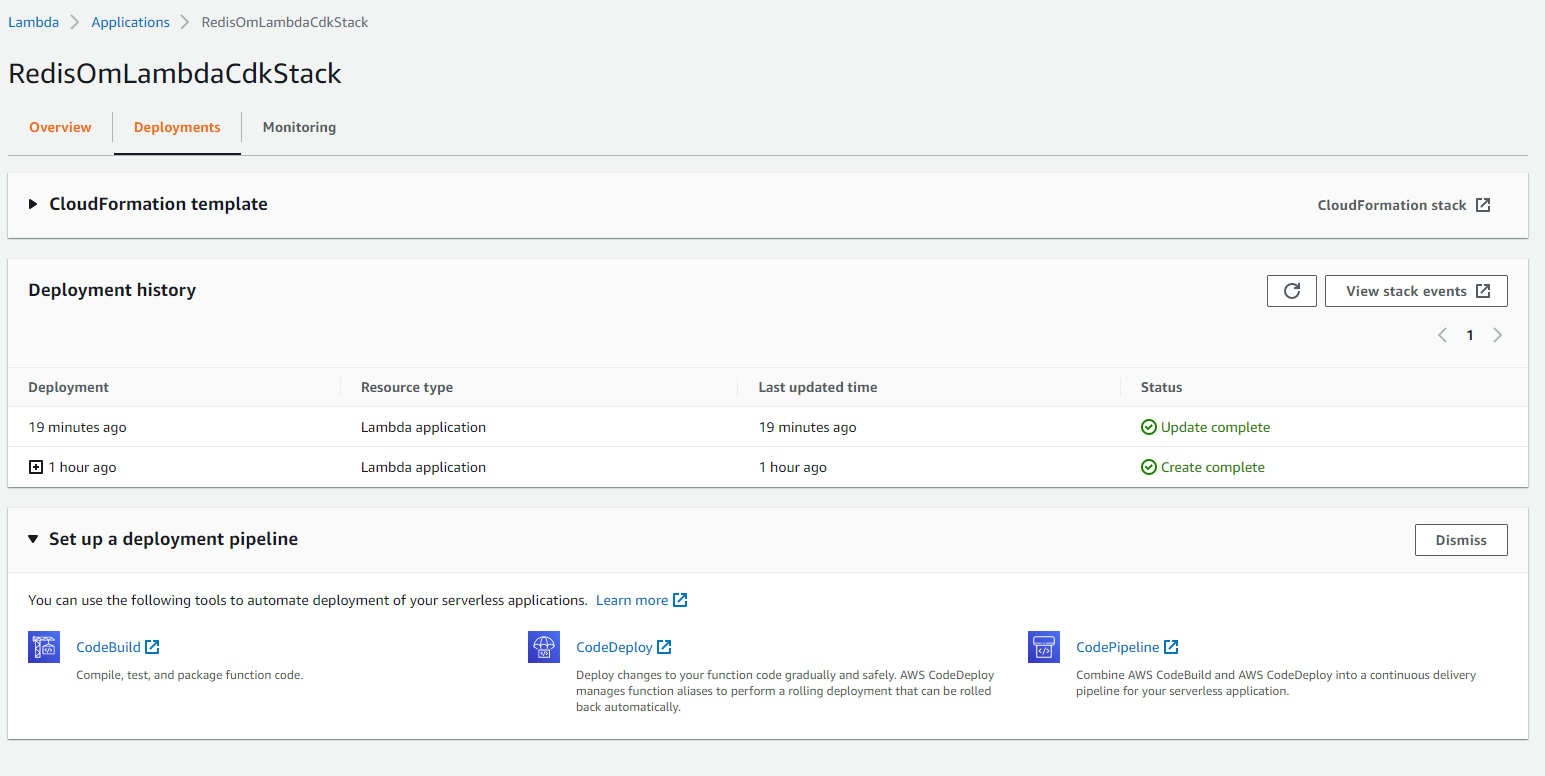 Lambda > Applications > RedisOmLambdaCdkStack
RedisOmLambdaCdkStack
Overview Deployments Monitoring
CloudFormation template CloudFormation stack
Deployment history View stack events
1
Deployment Resource type Last updated time Status
19 minutes ago Lambda application 19 minutes ago Update complete
1 hour ago Lambda application 1 hour ago Create complete
Set up a deployment pipeline Dismiss
You can use the following tools to automate deployment of your serverless applications. Learn more
CodeBuild
Compile, test, and package function code.
CodeDeploy
Deploy changes to your function code gradually and safely. AWS CodeDeploy
manages function aliases to perform a rolling deployment that can be rolled
back automatically.
CodePipeline
Combine AWS CodeBuild and AWS CodeDeploy into a continuous delivery
pipeline for your serverless application.